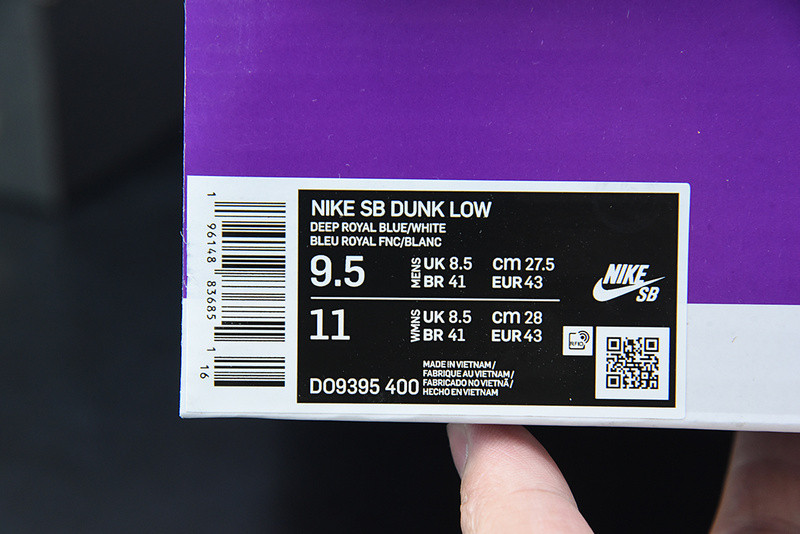 NIKE SB DUNK LOW
DEEP ROYAL BLUE/WHITE
BLEU ROYAL FNC/BLANC
9.5 MENS UK 8.5 cm 27.5
BR 41 EUR 43
11 WMNS UK 8.5 cm 28
BR 41 EUR 43
DO9395 400
MADE IN VIETNAM /
FABRIQUE AU VIETNAM /
FABRICADO NO VIETNÃ /
HECHO EN VIETNAM
1 96148 83685 1 16
NIKE
SB
RFID